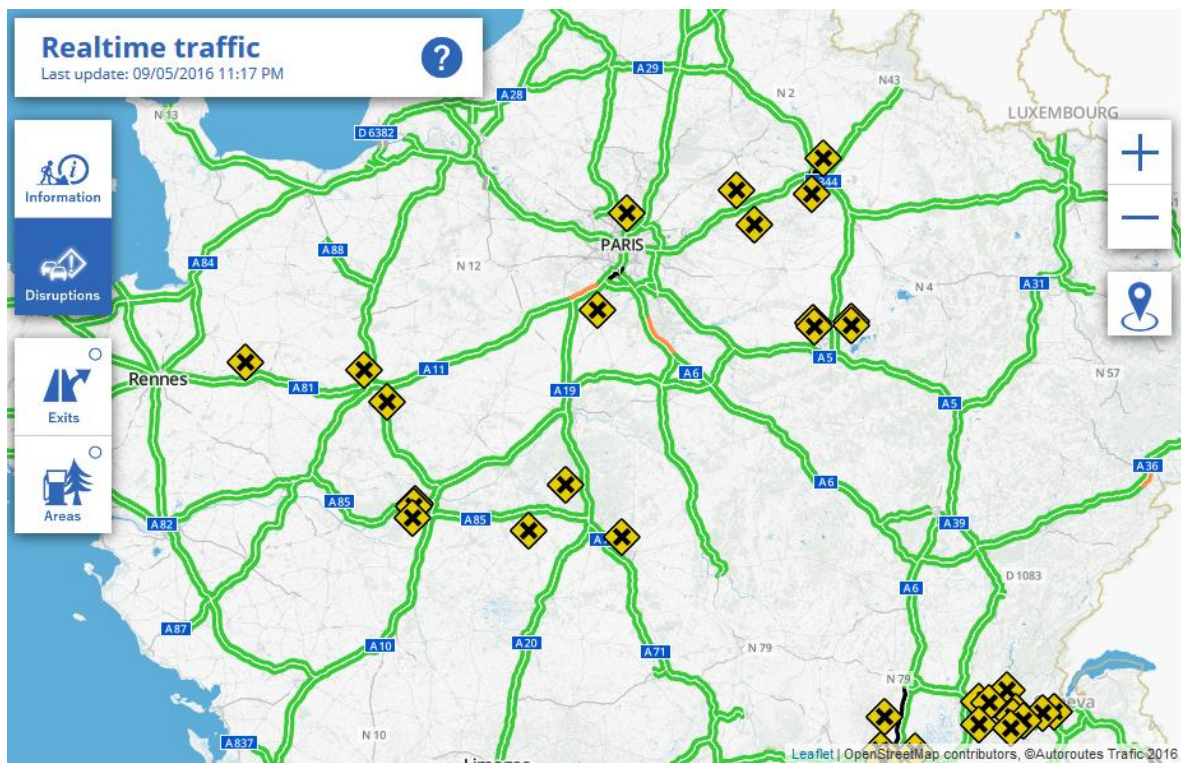 Realtime traffic
Last update: 09/05/2016 11:17 PM
?
Information
Disruptions
Exits
Areas
+
−
N 13
D 6382
A28
A29
N 2
N43
LUXEMBOURG
PARIS
A84
A88
N 12
N 4
A31
Rennes
A81
A11
A19
A6
A5
A5
N 57
A85
A85
A82
A6
A39
A36
D 1083
A6
A87
A10
A20
A71
N 79
N 79
A837
N 10
Leaflet | OpenStreetMap contributors, ©Autoroutes Trafic 2016